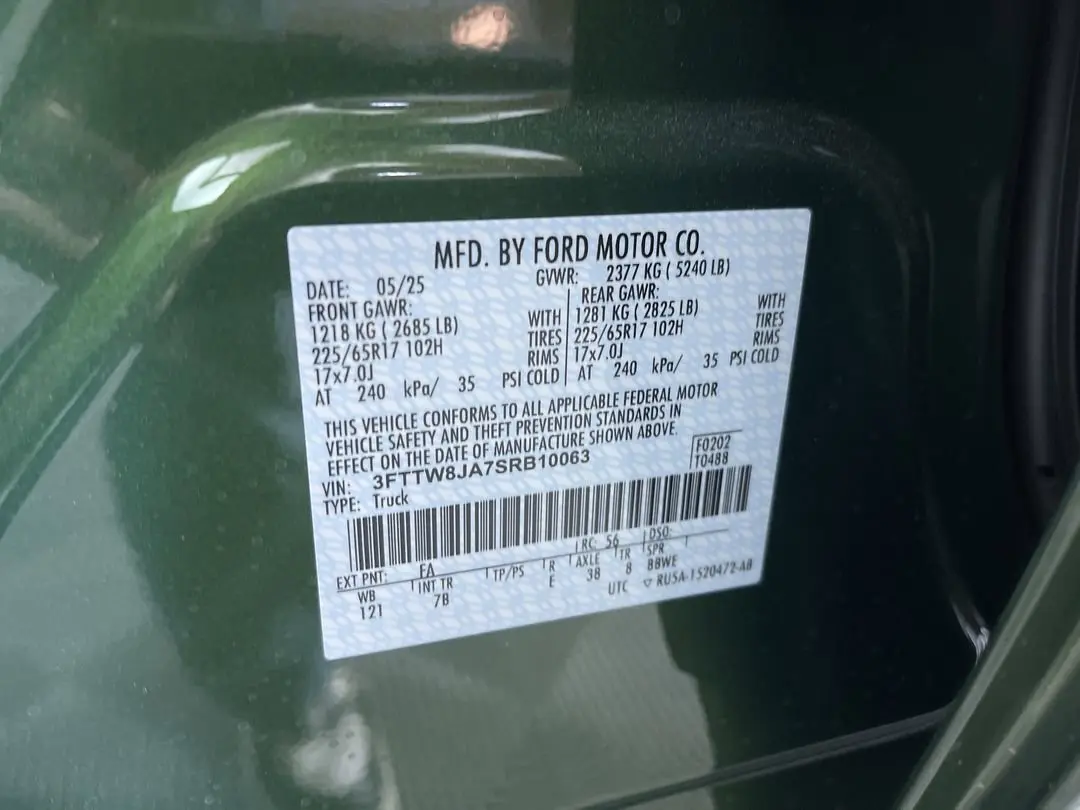 MFD. BY FORD MOTOR CO.
DATE: 05/25 GVWR: 2377 KG ( 5240 LB)
FRONT GAWR: REAR GAWR:
1218 KG ( 2685 LB) WITH 1281 KG ( 2825 LB) WITH
225/65R17 102H TIRES 225/65R17 102H TIRES
17x7.0J RIMS 17x7.0J RIMS
AT 240 kPa/ 35 PSI COLD AT 240 kPa/ 35 PSI COLD
THIS VEHICLE CONFORMS TO ALL APPLICABLE FEDERAL MOTOR
VEHICLE SAFETY AND THEFT PREVENTION STANDARDS IN
EFFECT ON THE DATE OF MANUFACTURE SHOWN ABOVE.
VIN: 3FTTW8JA7SRB10063 F0202
TYPE: Truck T0488
EXT PNT: EA RC: 56 DSO:
WB INT TR TP/PS R AXLE TR SPR
121 7B E 38 8 BBWE
UTC ▽ RU5A-1520472-AB